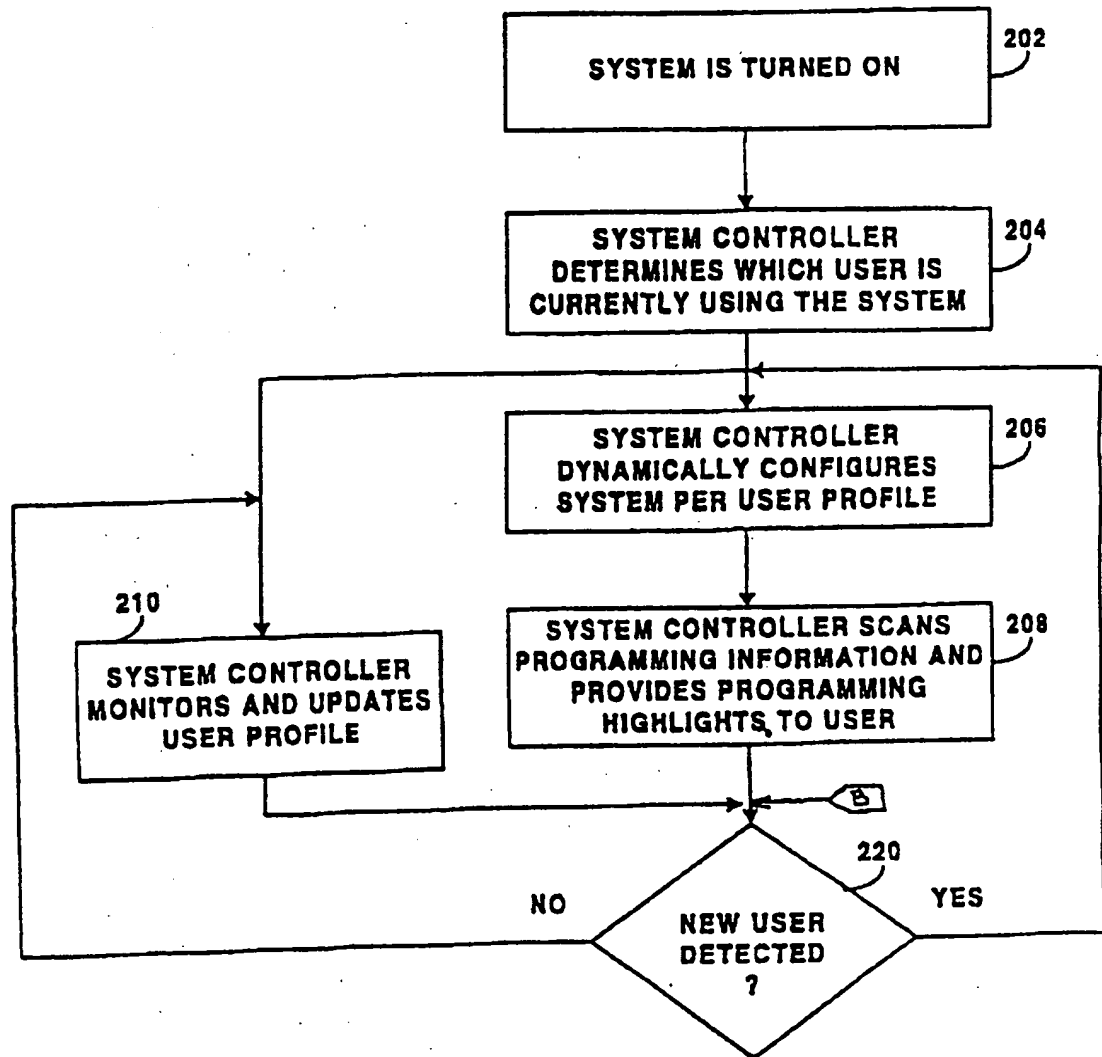 SYSTEM IS TURNED ON
202
SYSTEM CONTROLLER
DETERMINES WHICH USER IS
CURRENTLY USING THE SYSTEM
204
SYSTEM CONTROLLER
DYNAMICALLY CONFIGURES
SYSTEM PER USER PROFILE
206
210
SYSTEM CONTROLLER
MONITORS AND UPDATES
USER PROFILE
SYSTEM CONTROLLER SCANS
PROGRAMMING INFORMATION AND
PROVIDES PROGRAMMING
HIGHLIGHTS TO USER
208
B
220
NO
YES
NEW USER
DETECTED
?